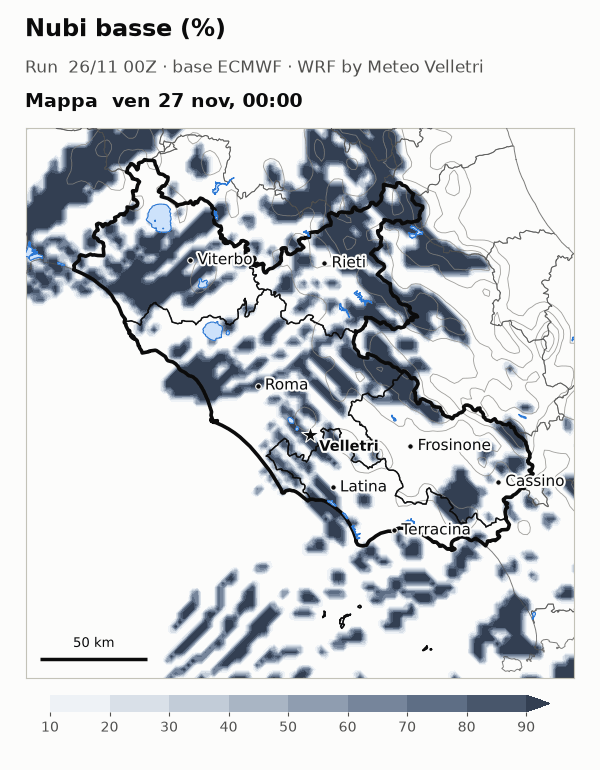 Nubi basse (%)
Run 26/11 00Z · base ECMWF · WRF by Meteo Velletri
Mappa ven 27 nov, 00:00
Viterbo
Rieti
Roma
Velletri
Frosinone
Cassino
Latina
Terracina
50 km
10 20 30 40 50 60 70 80 90